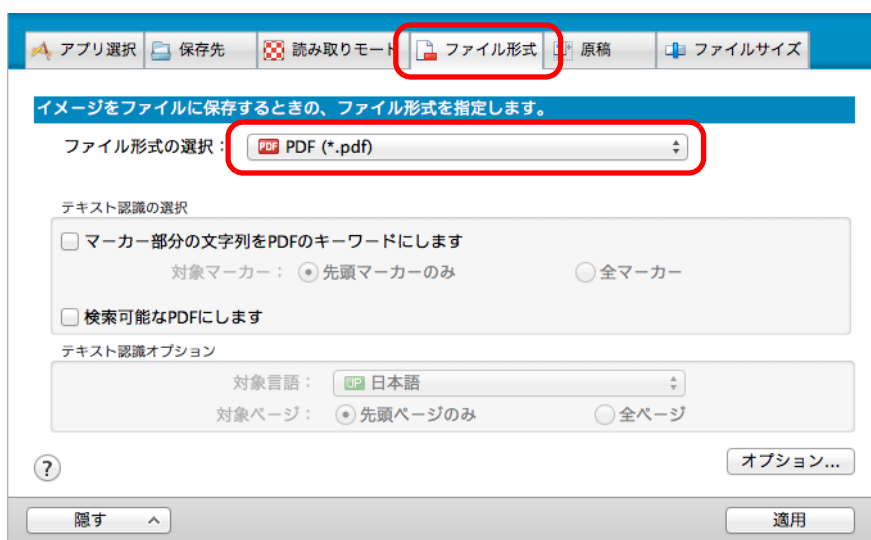 アプリ選択 保存先 読み取りモード ファイル形式 原稿 ファイルサイズ
イメージをファイルに保存するときの、ファイル形式を指定します。
ファイル形式の選択： PDF PDF (*.pdf)
テキスト認識の選択
マーカー部分の文字列をPDFのキーワードにします
対象マーカー： 先頭マーカーのみ 全マーカー
検索可能なPDFにします
テキスト認識オプション
対象言語： JP 日本語
対象ページ： 先頭ページのみ 全ページ
? オプション...
隠す 適用